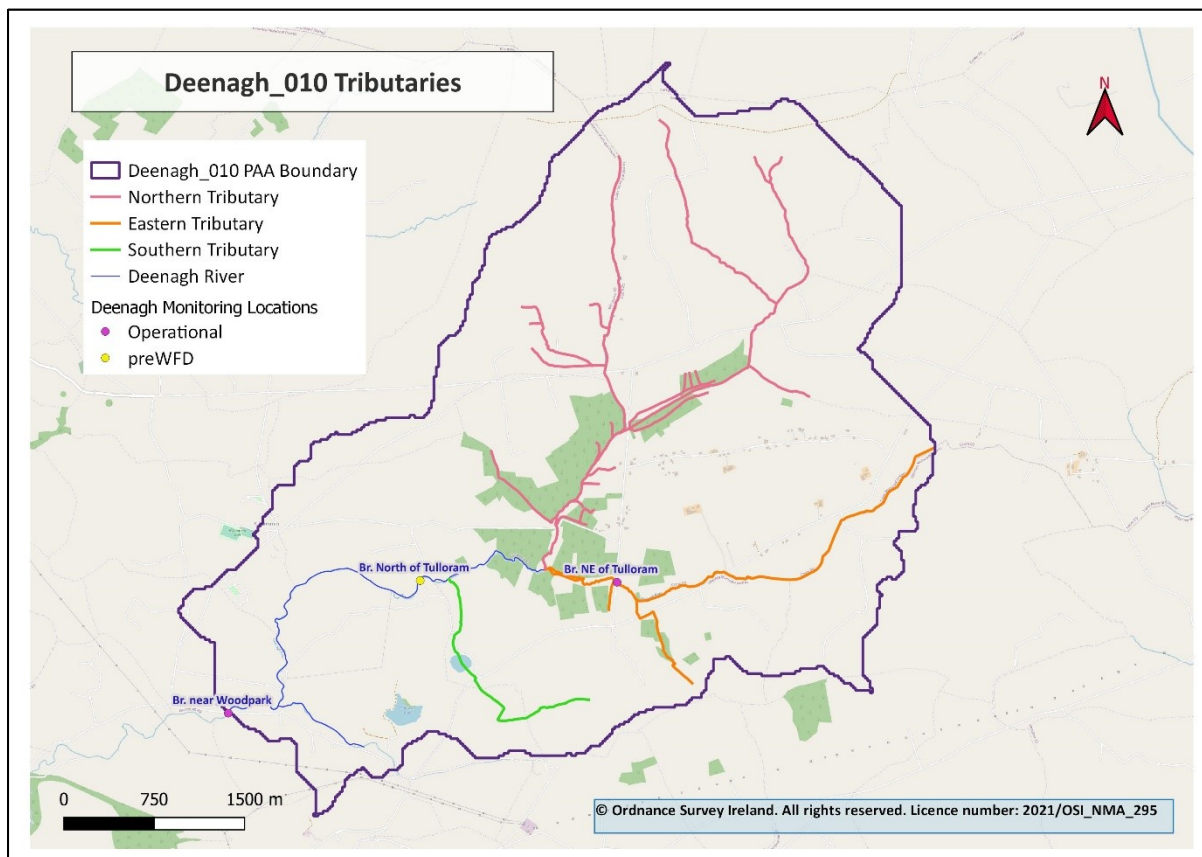 Deenagh_010 Tributaries
N
Deenagh_010 PAA Boundary
Northern Tributary
Eastern Tributary
Southern Tributary
Deenagh River
Deenagh Monitoring Locations
Operational
preWFD
Br. North of Tulloram
Br. NE of Tulloram
Br. near Woodpark
0 750 1500 m
© Ordnance Survey Ireland. All rights reserved. Licence number: 2021/OSI_NMA_295